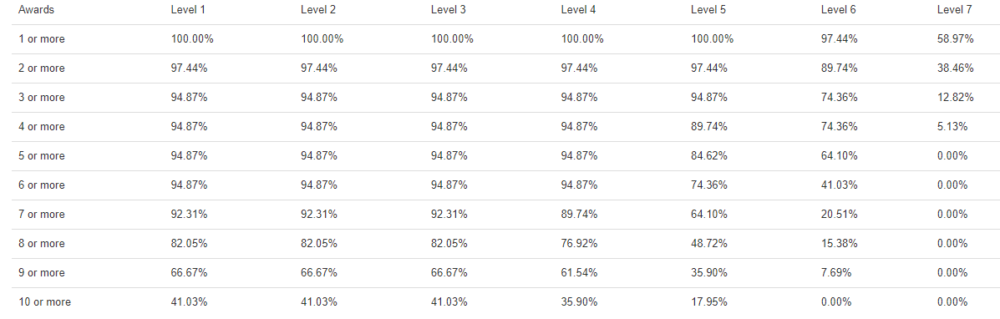 Awards Level 1 Level 2 Level 3 Level 4 Level 5 Level 6 Level 7
1 or more 100.00% 100.00% 100.00% 100.00% 100.00% 97.44% 58.97%
2 or more 97.44% 97.44% 97.44% 97.44% 97.44% 89.74% 38.46%
3 or more 94.87% 94.87% 94.87% 94.87% 94.87% 74.36% 12.82%
4 or more 94.87% 94.87% 94.87% 94.87% 89.74% 74.36% 5.13%
5 or more 94.87% 94.87% 94.87% 94.87% 84.62% 64.10% 0.00%
6 or more 94.87% 94.87% 94.87% 94.87% 74.36% 41.03% 0.00%
7 or more 92.31% 92.31% 92.31% 89.74% 64.10% 20.51% 0.00%
8 or more 82.05% 82.05% 82.05% 76.92% 48.72% 15.38% 0.00%
9 or more 66.67% 66.67% 66.67% 61.54% 35.90% 7.69% 0.00%
10 or more 41.03% 41.03% 41.03% 35.90% 17.95% 0.00% 0.00%